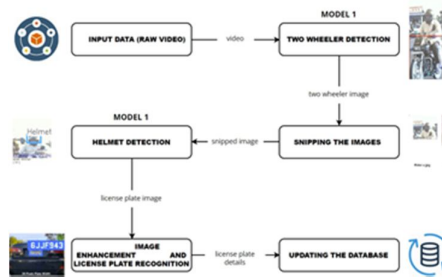 MODEL 1
INPUT DATA (RAW VIDEO)
video
TWO WHEELER DETECTION
two wheeler image
MODEL 1
Helmet
HELMET DETECTION
snipped image
SNIPPING THE IMAGES
license plate image
6JJF943
IMAGE
ENHANCEMENT AND
LICENSE PLATE RECOGNITION
license plate
details
UPDATING THE DATABASE